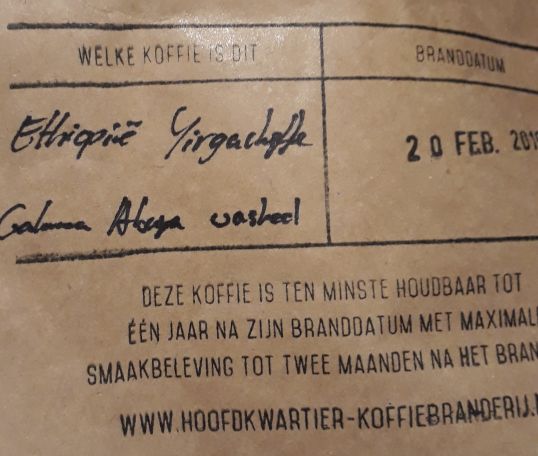 WELKE KOFFIE IS DIT
BRANDDATUM
Ethiopië Yirgacheffe
20 FEB. 201
washed
DEZE KOFFIE IS TEN MINSTE HOUDBAAR TOT
ÉÉN JAAR NA ZIJN BRANDDATUM MET MAXIMAL
SMAAKBELEVING TOT TWEE MAANDEN NA HET BRAN
WWW.HOOFDKWARTIER-KOFFIEBRANDERIJ.